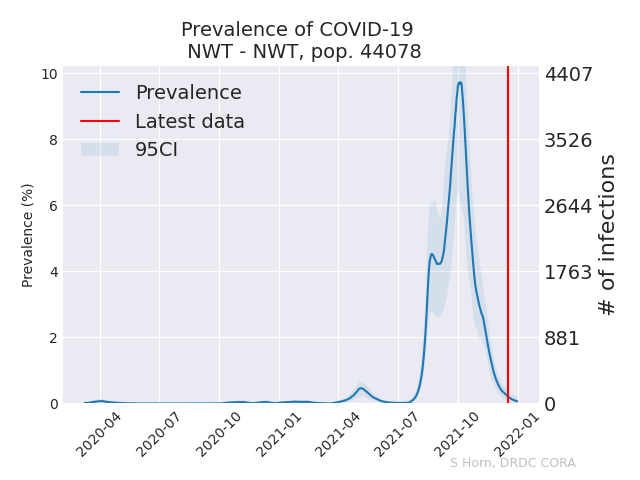 Prevalence of COVID-19
NWT - NWT, pop. 44078
Prevalence
Latest data
95CI
Prevalence (%)
10
8
6
4
2
0
4407
3526
2644
1763
881
0
# of infections
2020-04
2020-07
2020-10
2021-01
2021-04
2021-07
2021-10
2022-01
S Horn, DRDC CORA